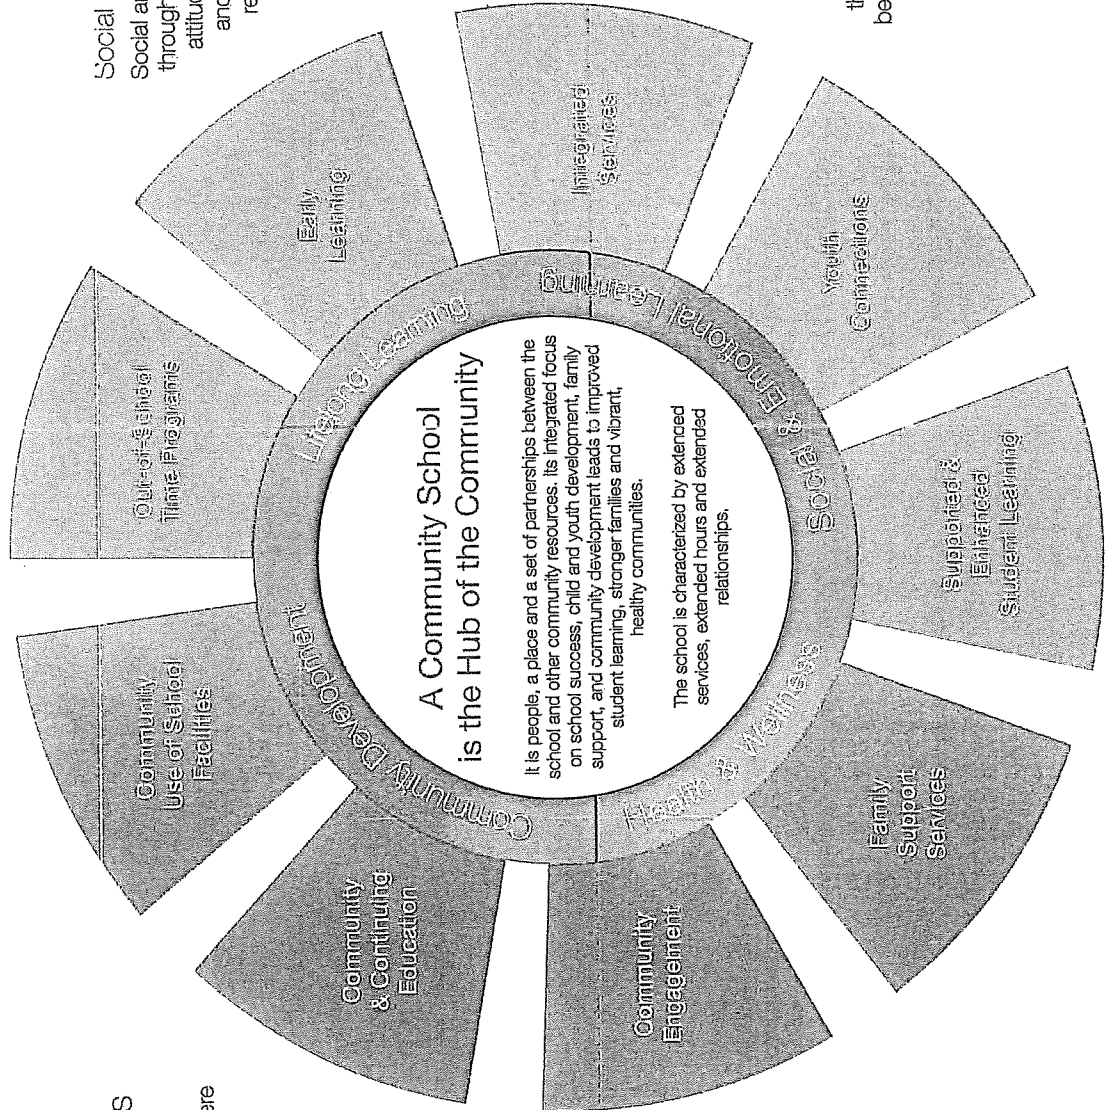 S
ere
Social
Social
through
and
re
Community
& Continuing
Education
Community
Use of School
Facilities
Out-of-School
Time Programs
Early
Learning
Integrated
Services
Youth
Connections
Supported &
Enhanced
Student Learning
Family
Support
Services
Community
Engagement
Community Development
Lifelong Learning
Social & Emotional Learning
Health & Wellness
A Community School
is the Hub of the Community
It is people, a place and a set of partnerships between the
school and other community resources. Its integrated focus
on school success, child and youth development, family
support, and community development leads to improved
student learning, stronger families and vibrant,
healthy communities.
The school is characterized by extended
services, extended hours and extended
relationships.
th
be